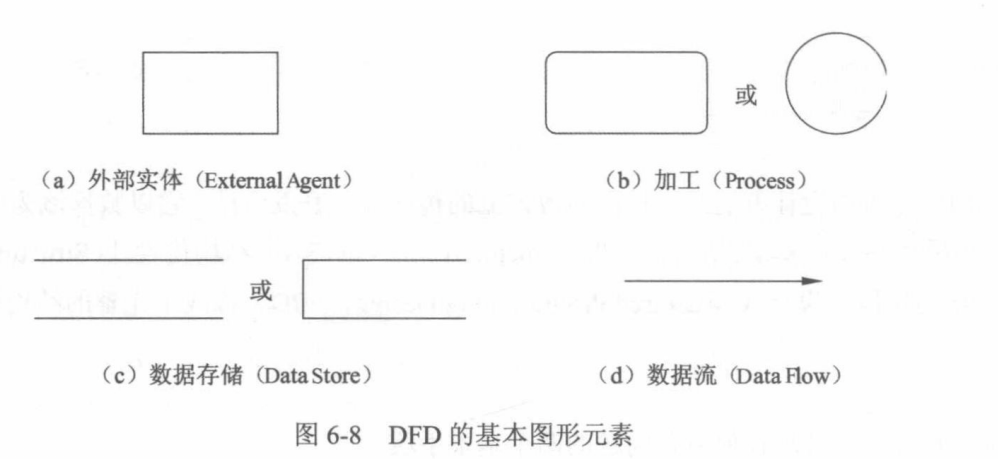 或
(a)外部实体(External Agent)
(b)加工(Process)
或
(c)数据存储(Data Store)
(d)数据流(Data Flow)
图 6-8 DFD 的基本图形元素